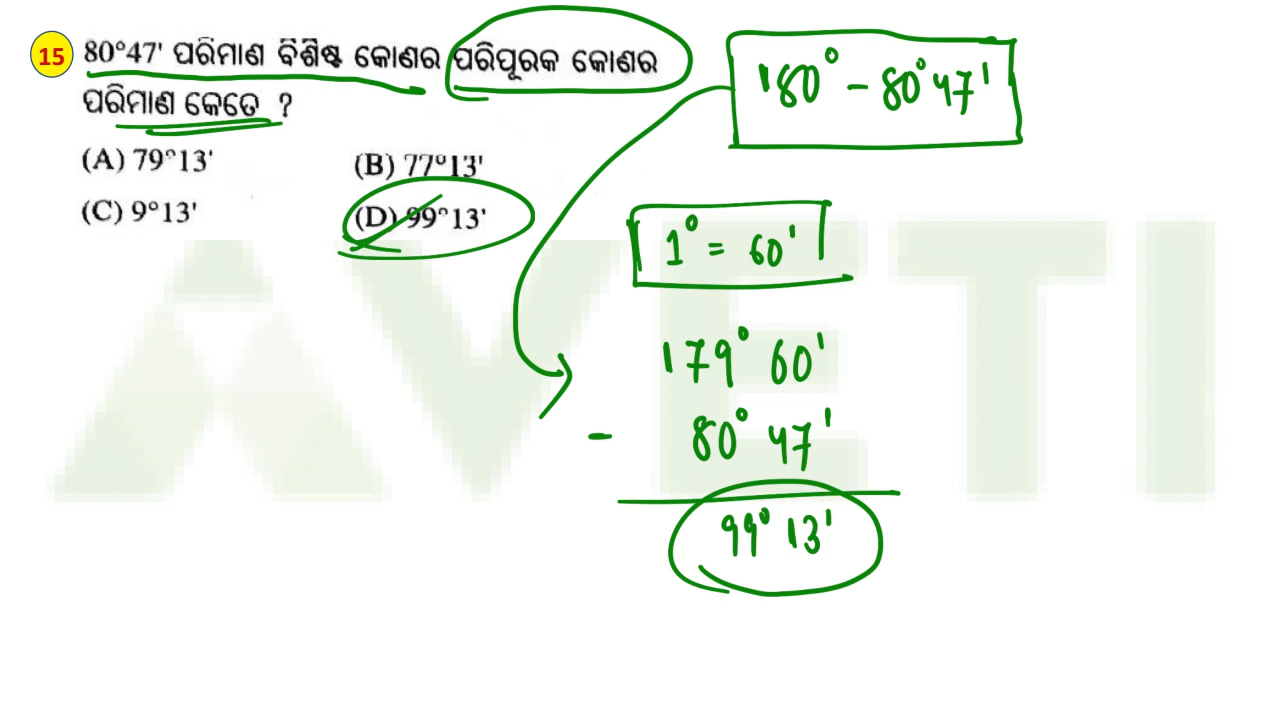 15 80°47' ପରିମାଣ ବିଶିଷ୍ଟ କୋଣର ପରିପୂରକ କୋଣର
ପରିମାଣ କେତେ ?
(A) 79°13' (B) 77°13'
(C) 9°13' (D) 99°13'
180° - 80°47'
1° = 60'
179° 60'
- 80° 47'
99° 13'
AVETI